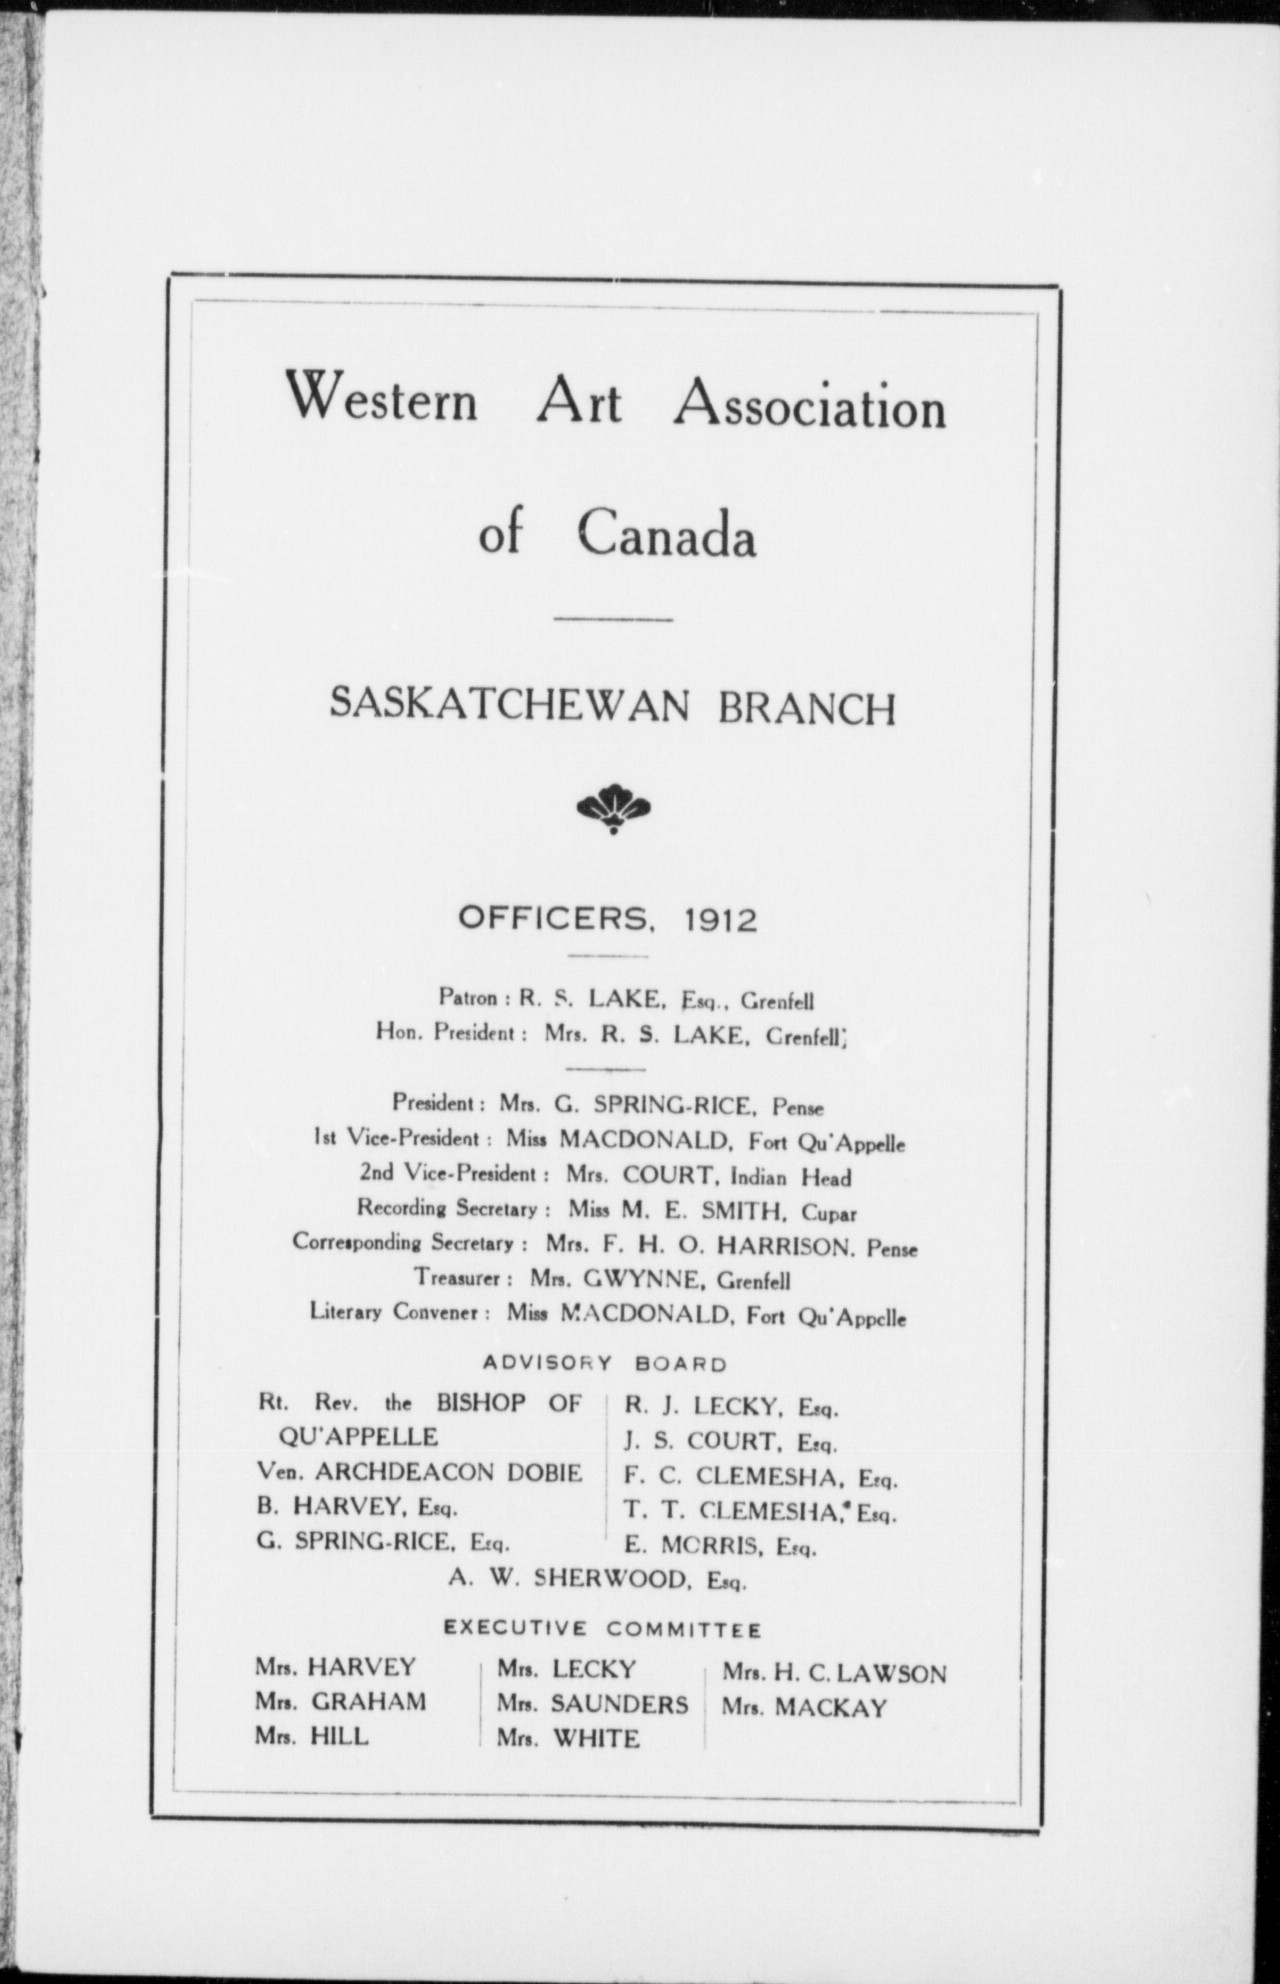 Western Art Association
of Canada
SASKATCHEWAN BRANCH
OFFICERS, 1912
Patron : R. S. LAKE, Esq., Grenfell
Hon. President : Mrs. R. S. LAKE, Grenfell;
President : Mrs. G. SPRING-RICE, Pense
1st Vice-President : Miss MACDONALD, Fort Qu'Appelle
2nd Vice-President : Mrs. COURT, Indian Head
Recording Secretary : Miss M. E. SMITH, Cupar
Corresponding Secretary : Mrs. F. H. O. HARRISON. Pense
Treasurer : Mrs. GWYNNE, Grenfell
Literary Convener : Miss MACDONALD, Fort Qu'Appelle
ADVISORY BOARD
Rt. Rev. the BISHOP OF
QU'APPELLE
Ven. ARCHDEACON DOBIE
B. HARVEY, Esq.
G. SPRING-RICE, Esq.
R. J. LECKY, Esq.
J. S. COURT, Esq.
F. C. CLEMESHA, Esq.
T. T. CLEMESHA, Esq.
E. MORRIS, Esq.
A. W. SHERWOOD, Esq.
EXECUTIVE COMMITTEE
Mrs. HARVEY
Mrs. GRAHAM
Mrs. HILL
Mrs. LECKY
Mrs. SAUNDERS
Mrs. WHITE
Mrs. H. C. LAWSON
Mrs. MACKAY